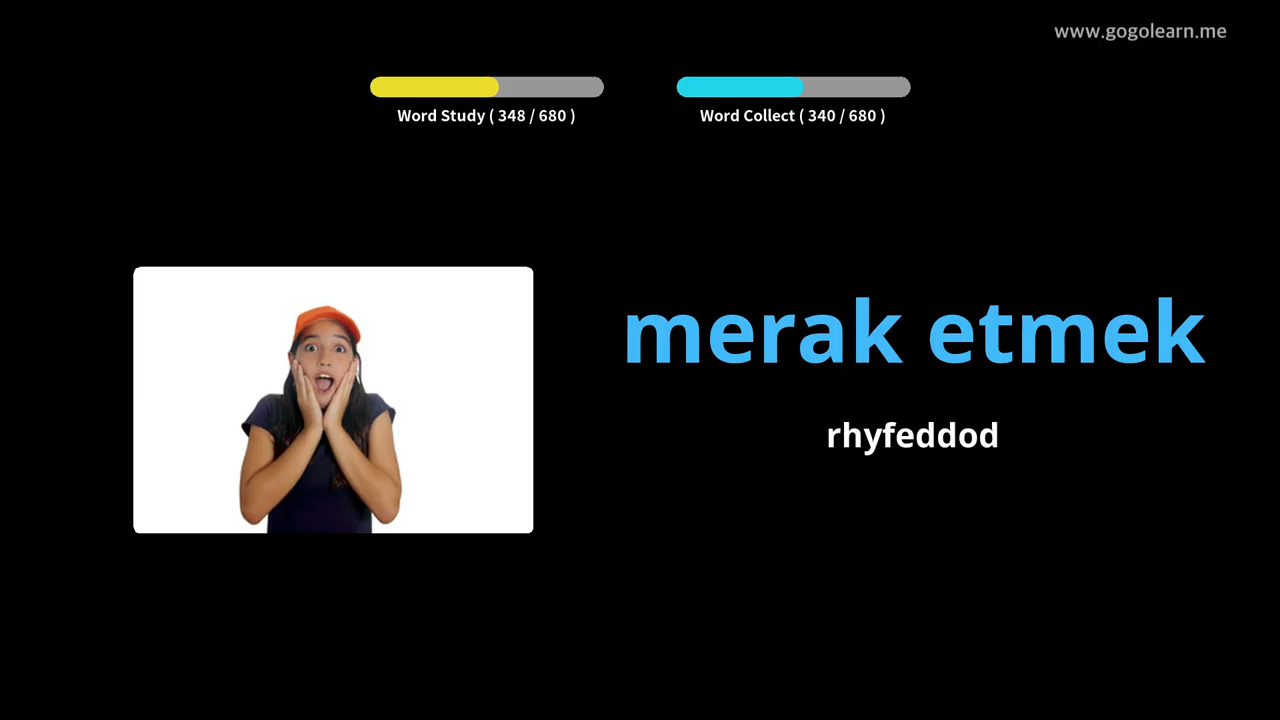 www.gogolearn.me
Word Study ( 348 / 680 )
Word Collect ( 340 / 680 )
merak etmek
rhyfeddod